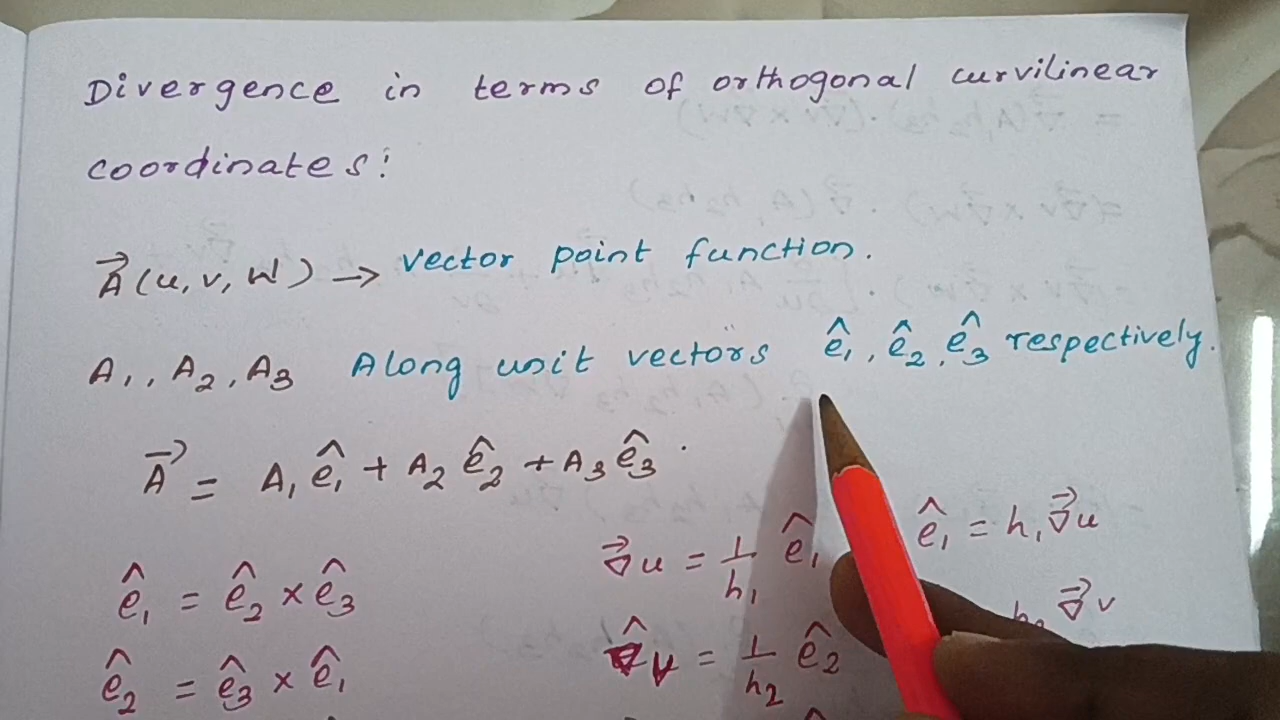 Divergence in terms of orthogonal curvilinear
coordinates:
A⃗ (u, v, w) → vector point function.
A₁, , A₂ , A₃ Along unit vectors ê₁ , ê₂ , ê₃ respectively.
A⃗ = A₁ ê₁ + A₂ ê₂ + A₃ ê₃ .
∇⃗u = 1/h₁ ê₁ ê₁ = h₁ ∇⃗u
ê₁ = ê₂ × ê₃
∇⃗v
v = 1/h₂ ê₂
ê₂ = ê₃ × ê₁